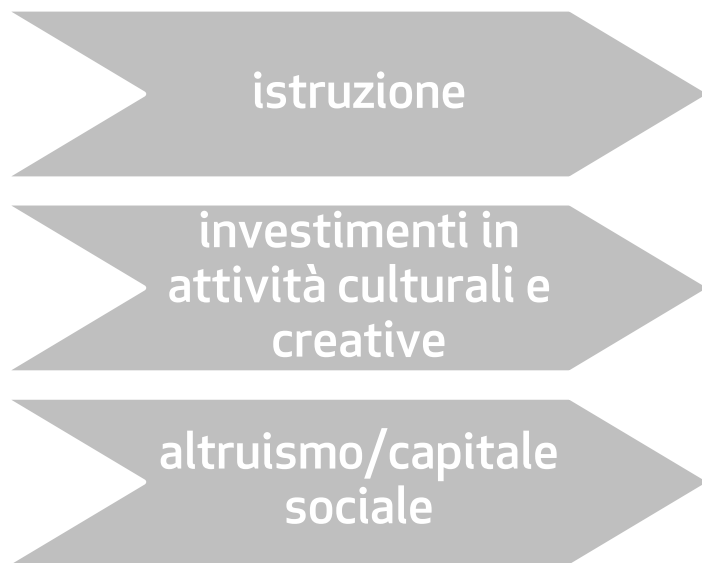 istruzione
investimenti in
attività culturali e
creative
altruismo/capitale
sociale